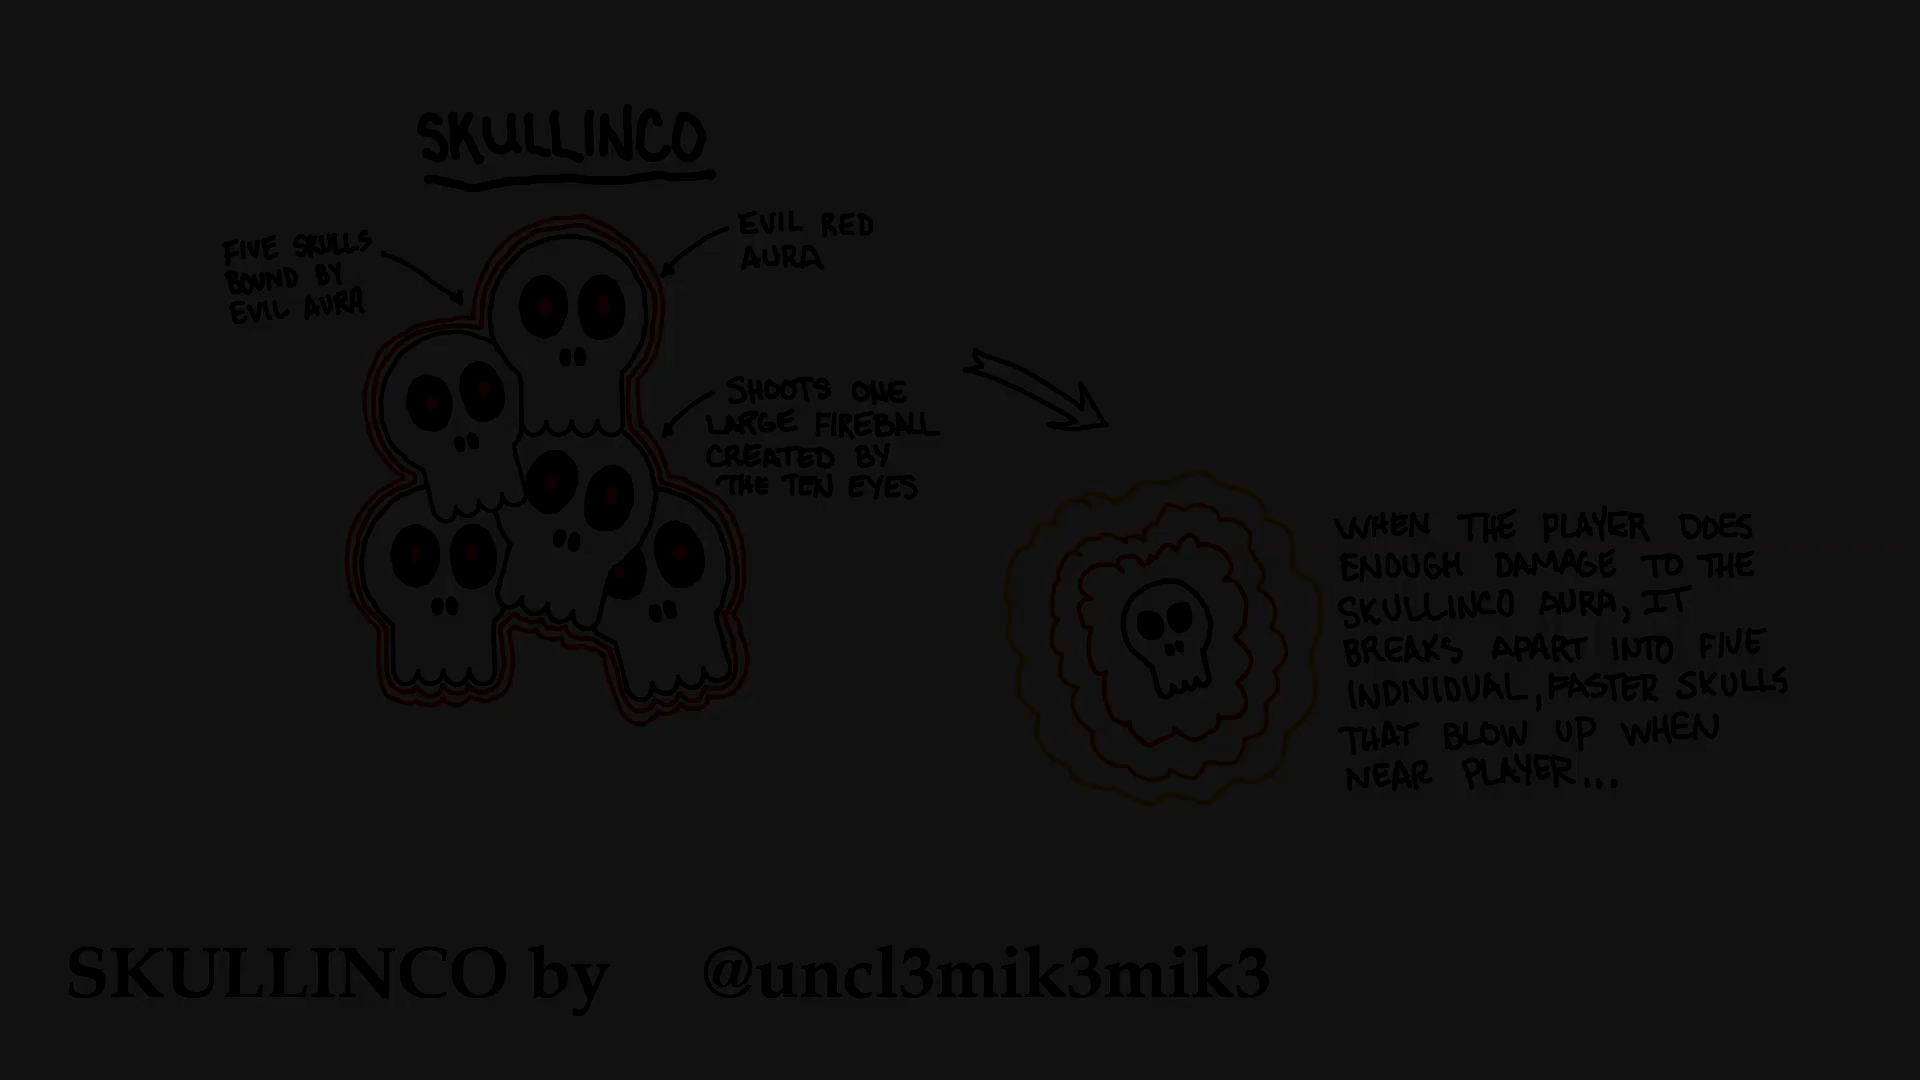 SKULLINCO
FIVE SKULLS
BOUND BY
EVIL AURA
EVIL RED
AURA
SHOOTS ONE
LARGE FIREBALL
CREATED BY
THE TEN EYES
WHEN THE PLAYER DOES
ENOUGH DAMAGE TO THE
SKULLINCO AURA, IT
BREAKS APART INTO FIVE
INDIVIDUAL, FASTER SKULLS
THAT BLOW UP WHEN
NEAR PLAYER...
SKULLINCO by @uncl3mik3mik3